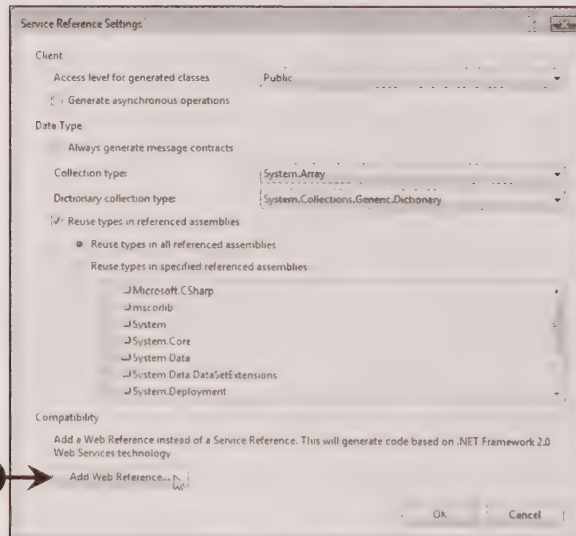 Service Reference Settings
Client
Access level for generated classes
Public
Generate asynchronous operations
Data Type
Always generate message contracts
Collection type:
System.Array
Dictionary collection type:
System.Collections.Generic.Dictionary
Reuse types in referenced assemblies
Reuse types in all referenced assemblies
Reuse types in specified referenced assemblies
Microsoft.CSharp
mscorlib
System
System.Core
System.Data
System.Data.DataSetExtensions
System.Deployment
Compatibility
Add a Web Reference instead of a Service Reference. This will generate code based on .NET Framework 2.0
Web Services technology
Add Web Reference...
OK
Cancel